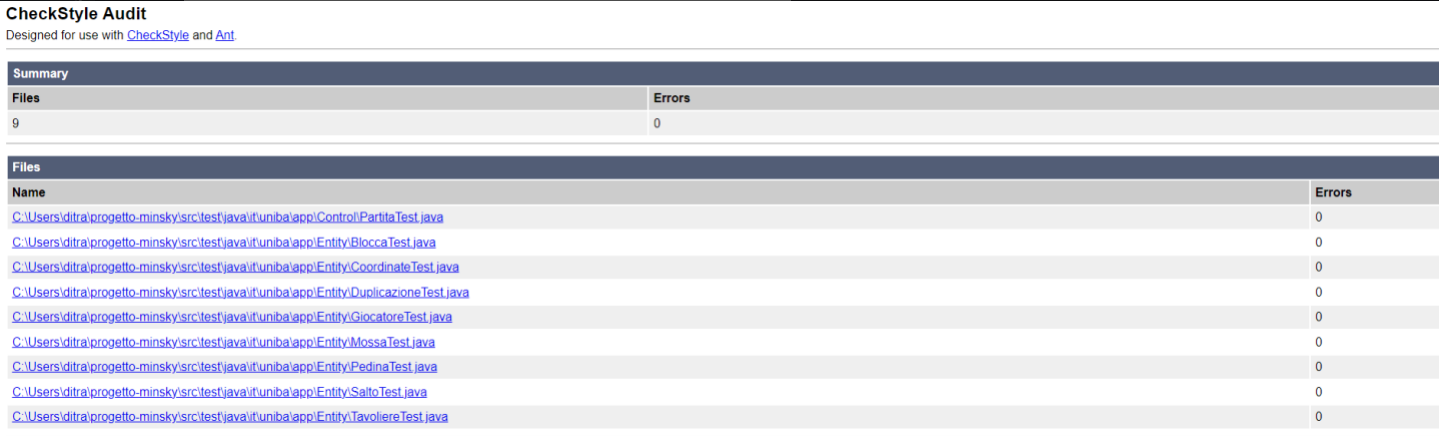 CheckStyle Audit
Designed for use with CheckStyle and Ant.
Summary
Files Errors
9 0
Files
Name Errors
C:\Users\ditra\progetto-minsky\src\test\java\it\uniba\app\Control\PartitaTest.java 0
C:\Users\ditra\progetto-minsky\src\test\java\it\uniba\app\Entity\BloccaTest.java 0
C:\Users\ditra\progetto-minsky\src\test\java\it\uniba\app\Entity\CoordinateTest.java 0
C:\Users\ditra\progetto-minsky\src\test\java\it\uniba\app\Entity\DuplicazioneTest.java 0
C:\Users\ditra\progetto-minsky\src\test\java\it\uniba\app\Entity\GiocatoreTest.java 0
C:\Users\ditra\progetto-minsky\src\test\java\it\uniba\app\Entity\MossaTest.java 0
C:\Users\ditra\progetto-minsky\src\test\java\it\uniba\app\Entity\PedinaTest.java 0
C:\Users\ditra\progetto-minsky\src\test\java\it\uniba\app\Entity\SaltoTest.java 0
C:\Users\ditra\progetto-minsky\src\test\java\it\uniba\app\Entity\TavoliereTest.java 0